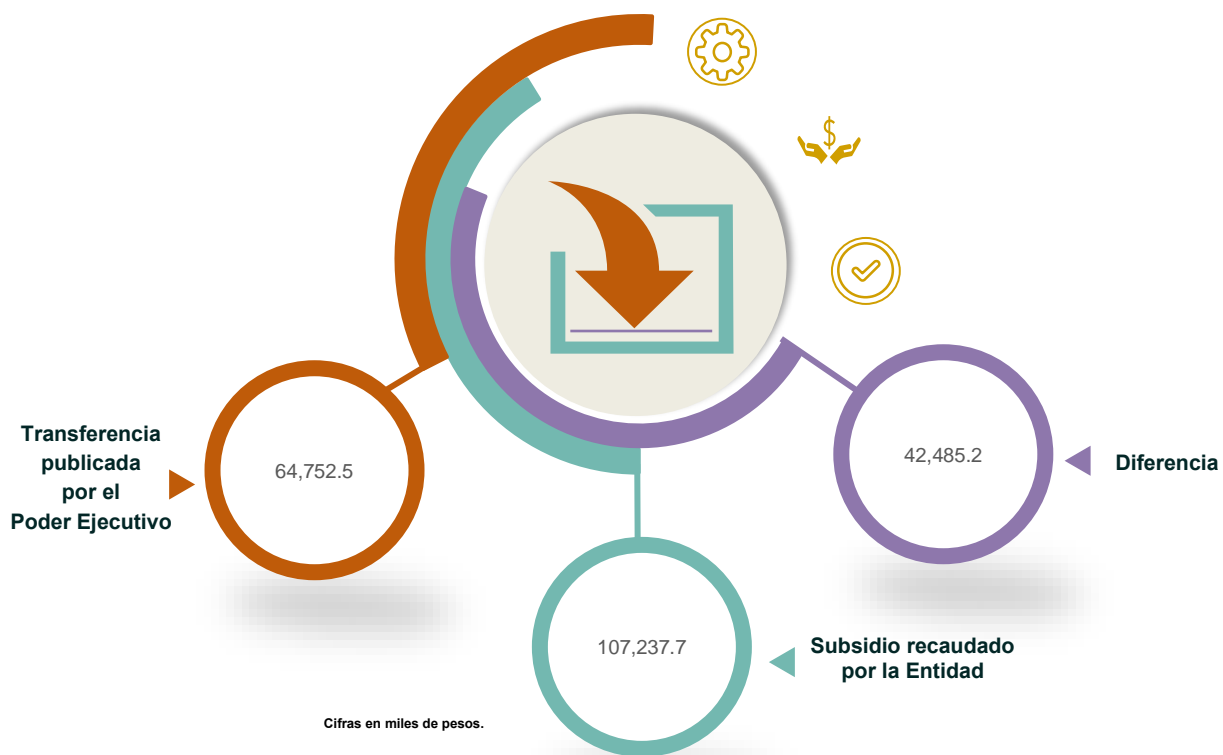 $
Transferencia
publicada
por el
Poder Ejecutivo
64,752.5
42,485.2
Diferencia
107,237.7
Subsidio recaudado
por la Entidad
Cifras en miles de pesos.